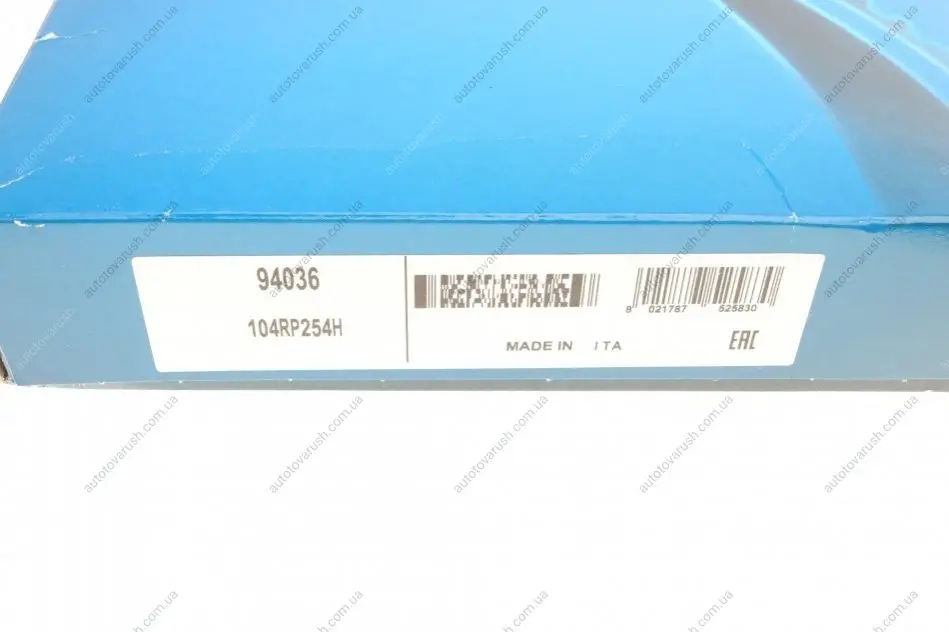 94036
104RP254H
8 021787 525830
MADE IN ITA
EAC
autotovarush.com.ua